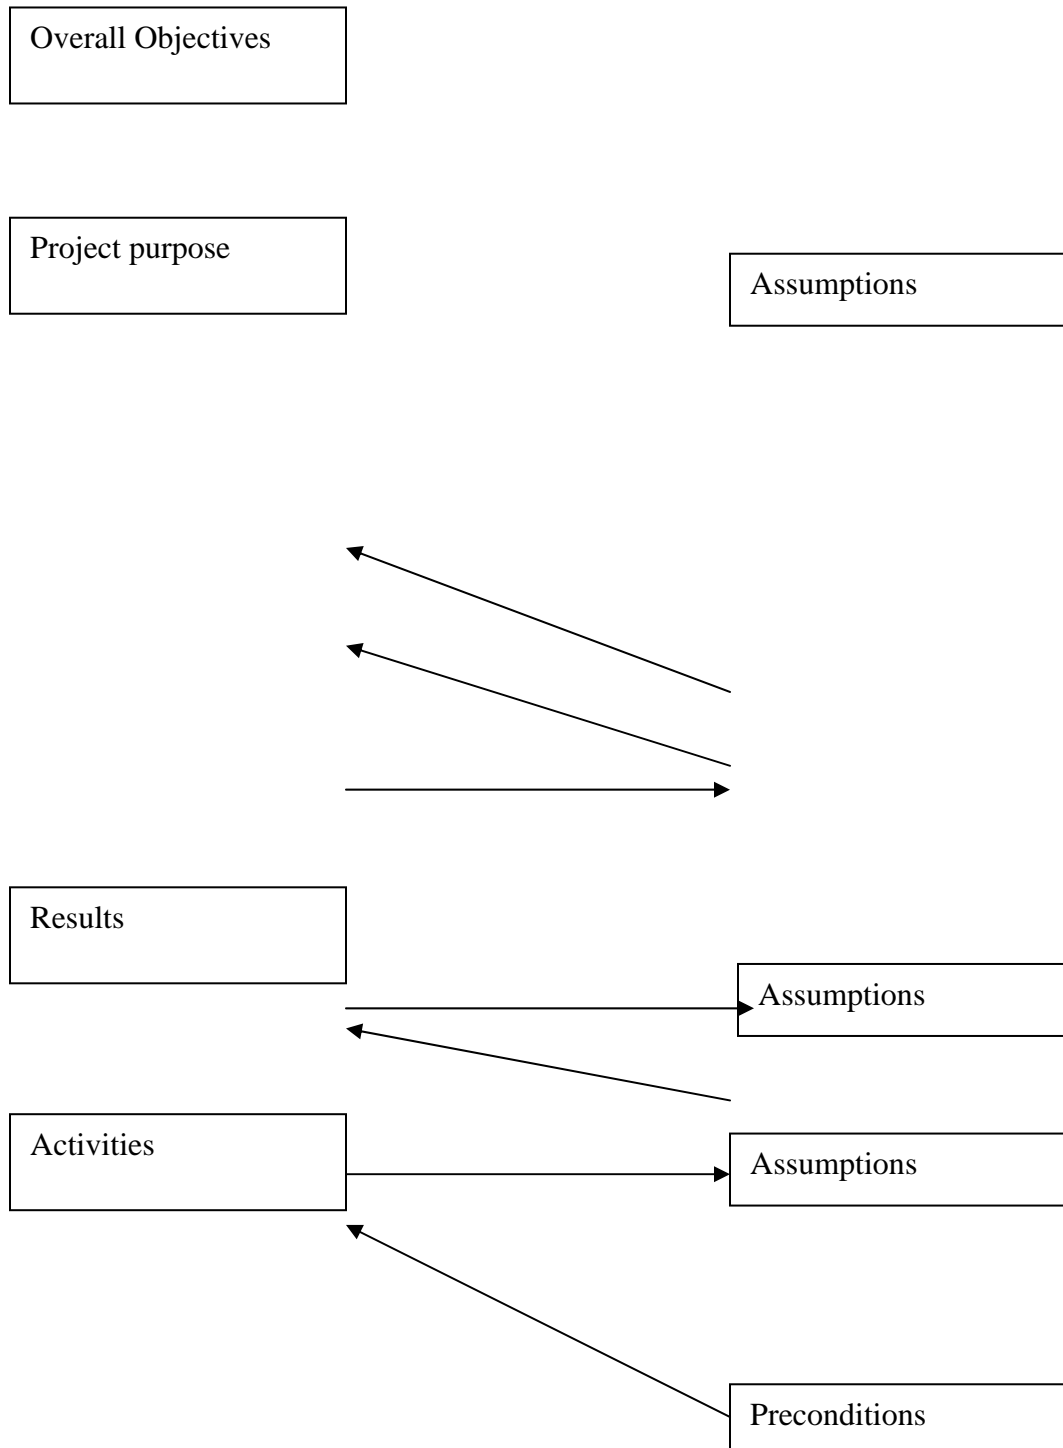 Overall Objectives
Project purpose
Assumptions
Results
Assumptions
Activities
Assumptions
Preconditions